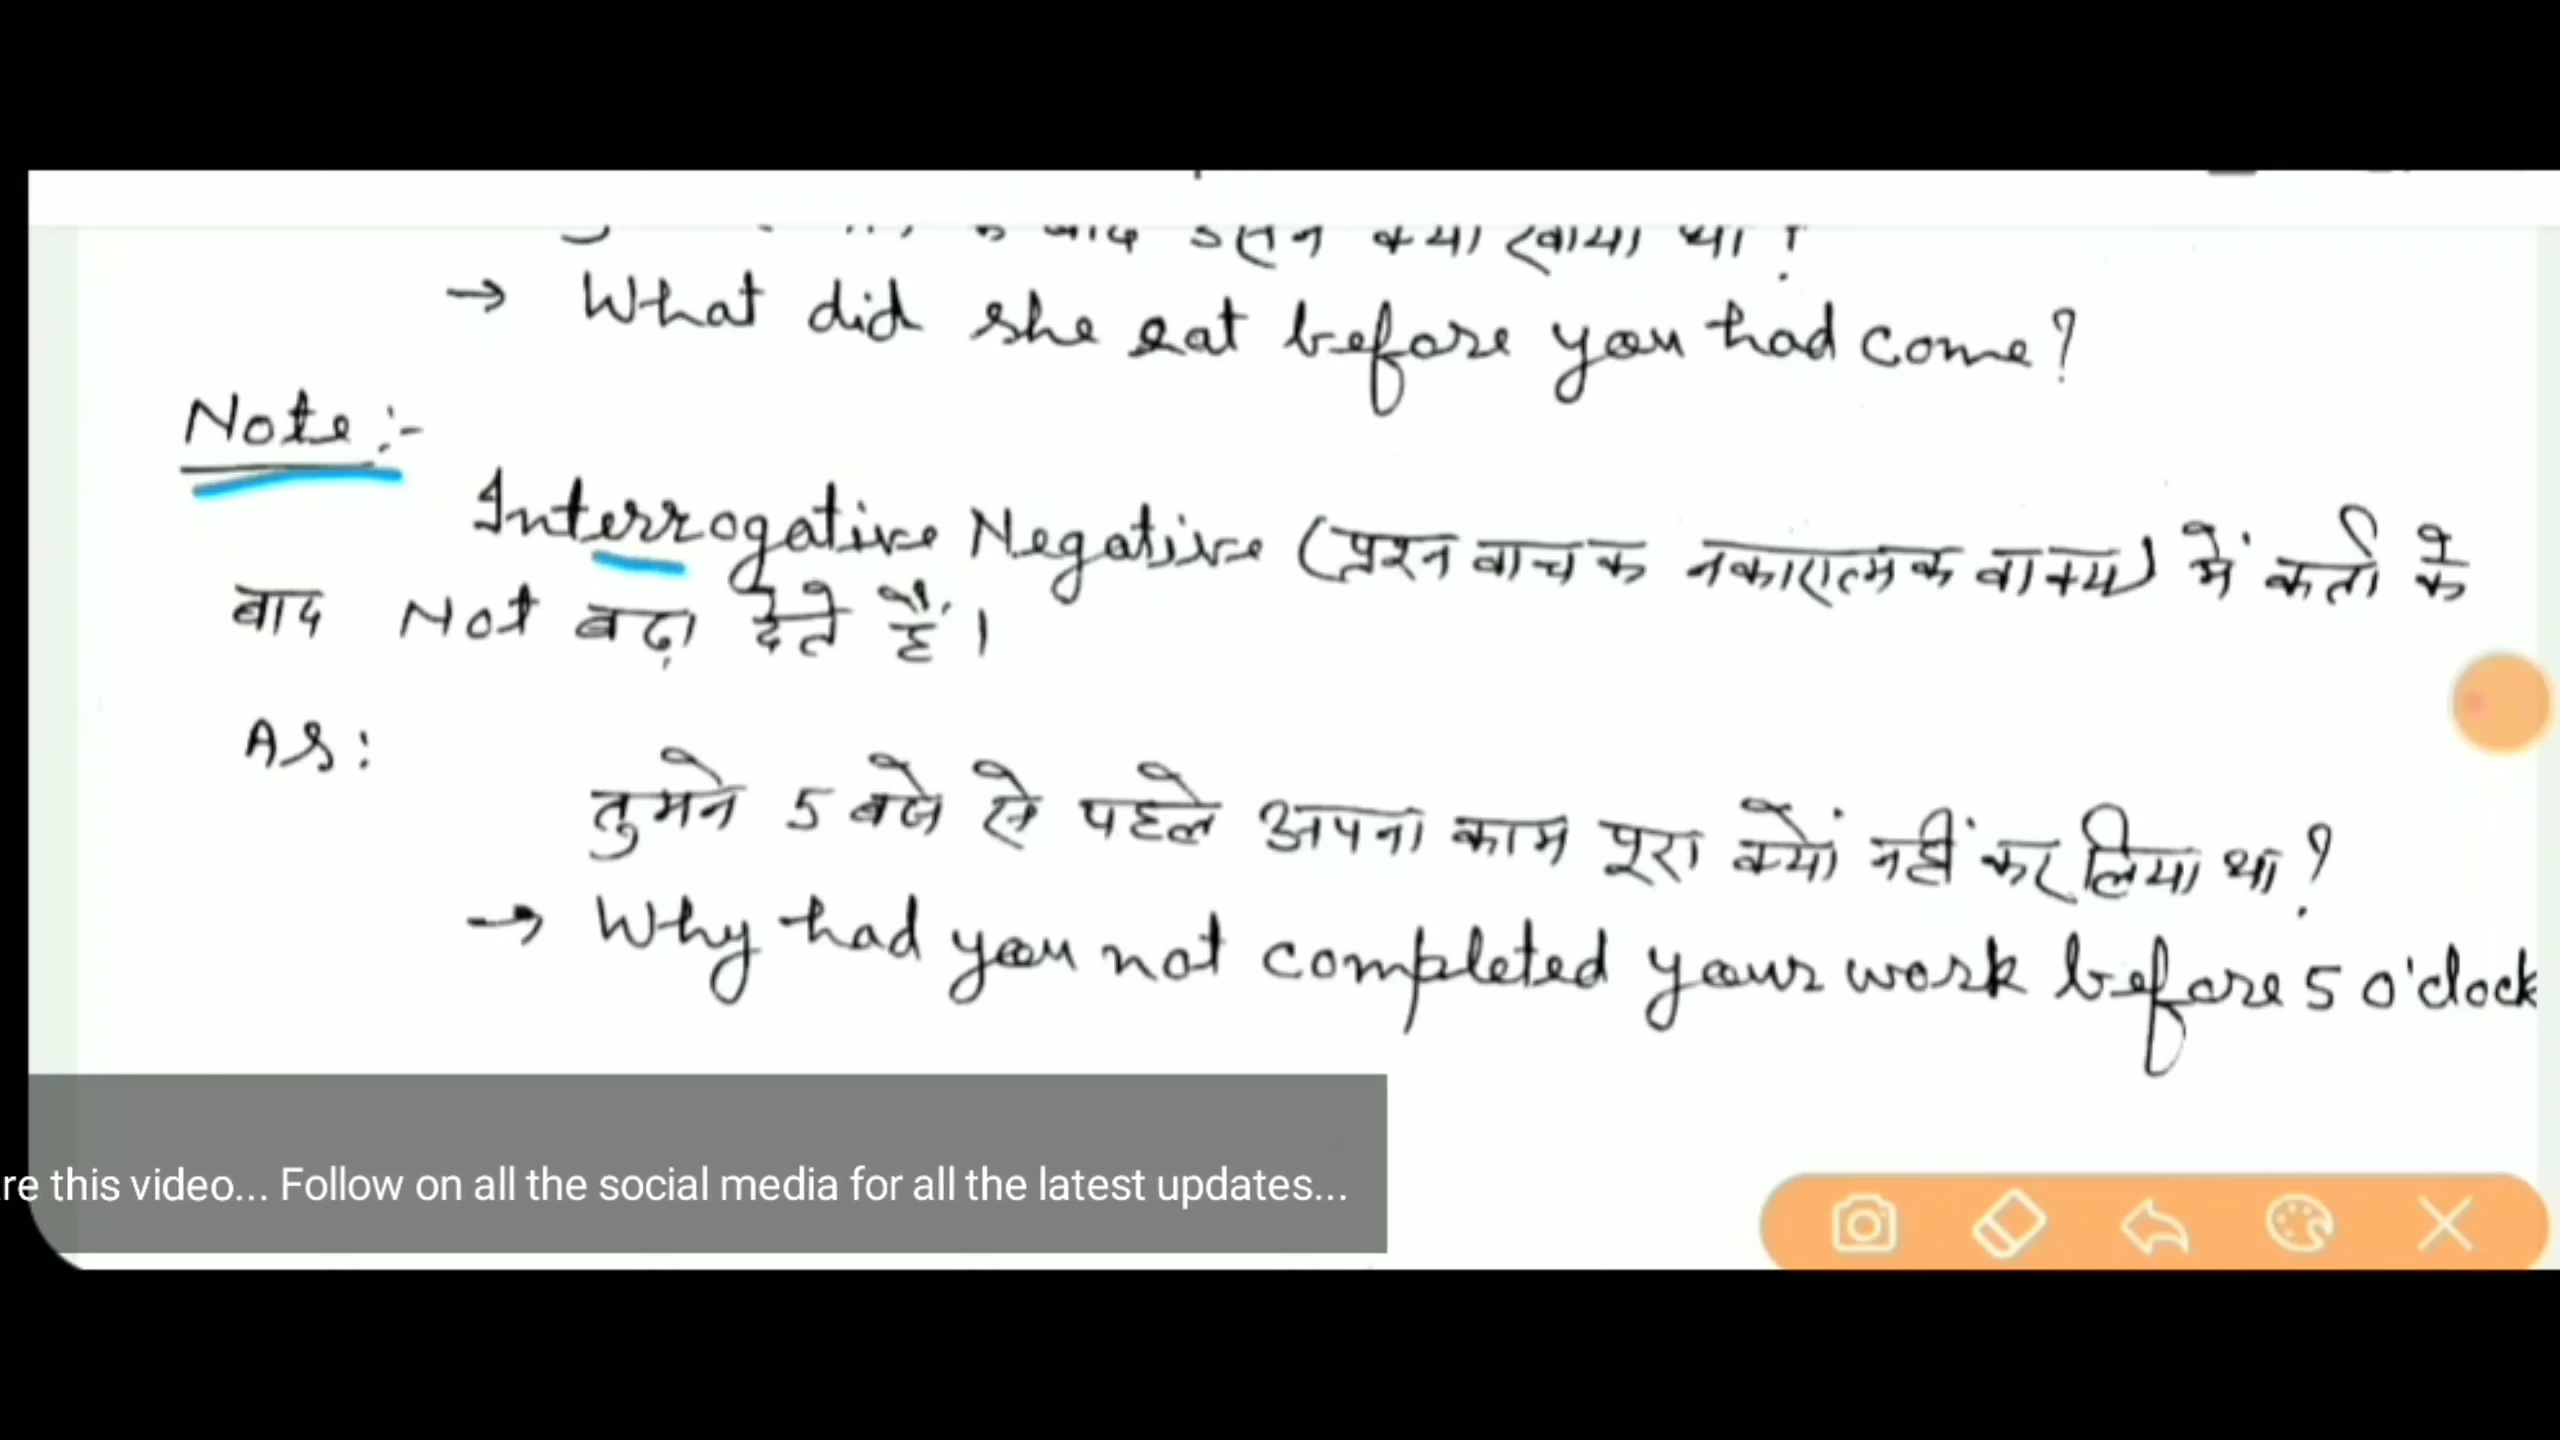 के बाद उसने क्या खाया था?
→ What did she eat before you had come?
Note:-
Interrogative Negative (प्रश्न वाचक नकारात्मक वाक्य) में कर्ता के
बाद Not बढ़ा देते हैं।
As:
तुमने 5 बजे से पहले अपना काम पूरा क्यों नहीं कर लिया था?
→ Why had you not completed your work before 5 o'clock
re this video... Follow on all the social media for all the latest updates...